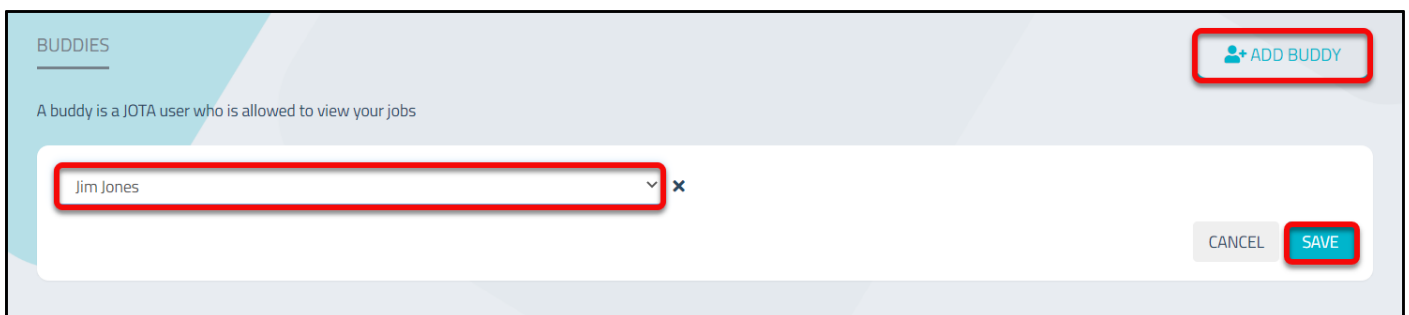 BUDDIES
ADD BUDDY
A buddy is a JOTA user who is allowed to view your jobs
Jim Jones
CANCEL
SAVE